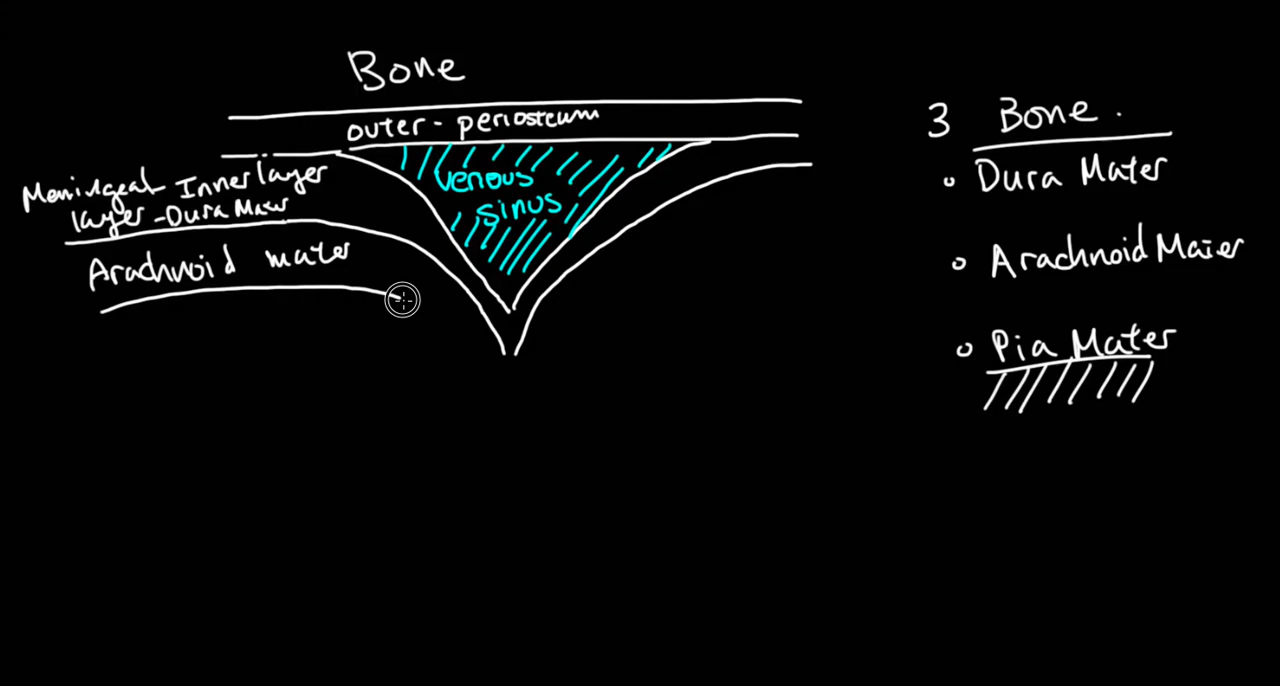 Bone
outer - periosteum
Meningeal Inner layer
layer - Dura Mater
venous
sinus
Arachnoid mater
3 Bone.
Dura Mater
Arachnoid Mater
Pia Mater